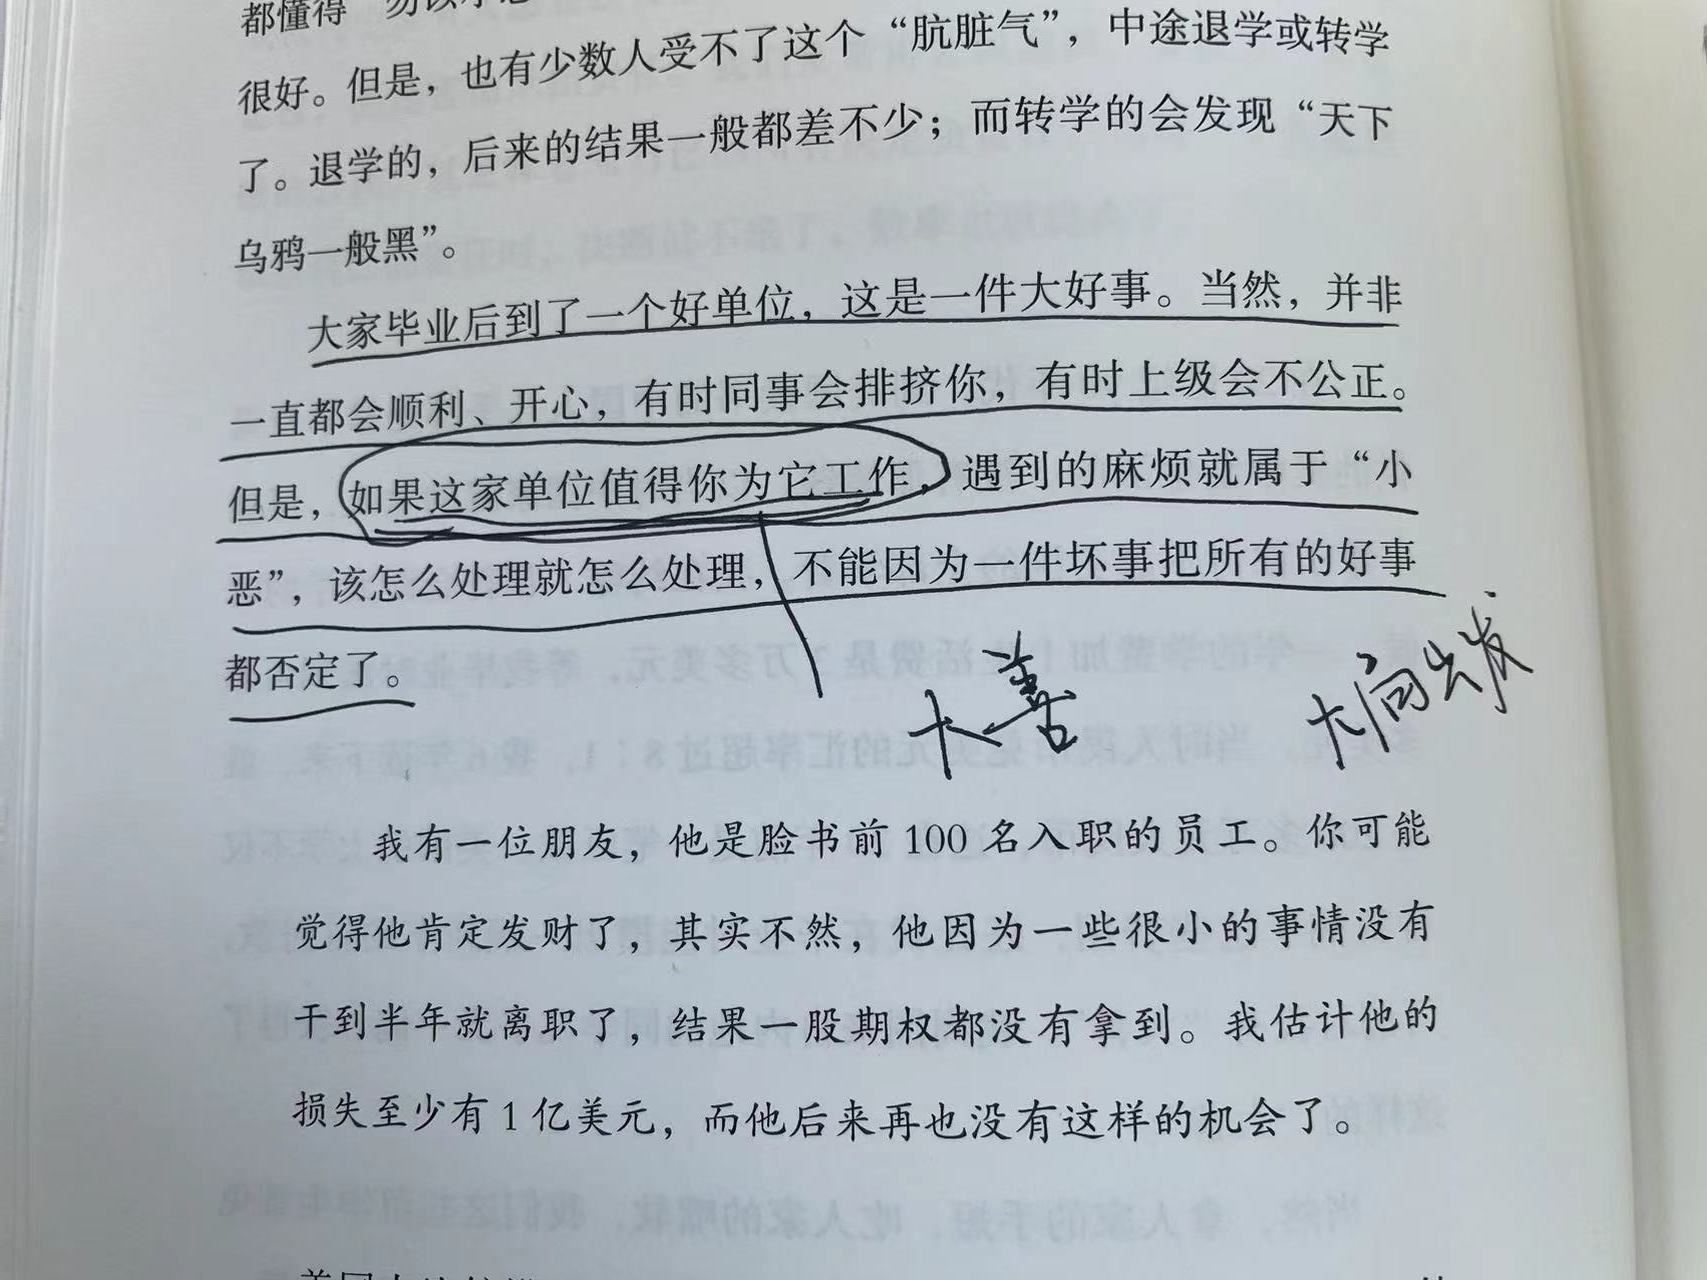 都懂得“勿以小恶
很好。但是，也有少数人受不了这个“肮脏气”，中途退学或转学
了。退学的，后来的结果一般都差不少；而转学的会发现“天下
乌鸦一般黑”。
大家毕业后到了一个好单位，这是一件大好事。当然，并非
一直都会顺利、开心，有时同事会排挤你，有时上级会不公正。
但是，如果这家单位值得你为它工作，遇到的麻烦就属于“小
恶”，该怎么处理就怎么处理，不能因为一件坏事把所有的好事
都否定了。
大善
大局出发
我有一位朋友，他是脸书前 100 名入职的员工。你可能
觉得他肯定发财了，其实不然，他因为一些很小的事情没有
干到半年就离职了，结果一股期权都没有拿到。我估计他的
损失至少有 1 亿美元，而他后来再也没有这样的机会了。